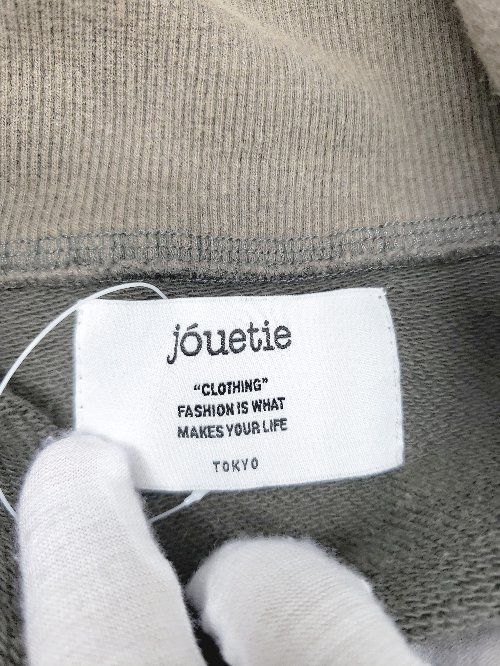 jóuetie
“CLOTHING”
FASHION IS WHAT
MAKES YOUR LIFE
TOKYO